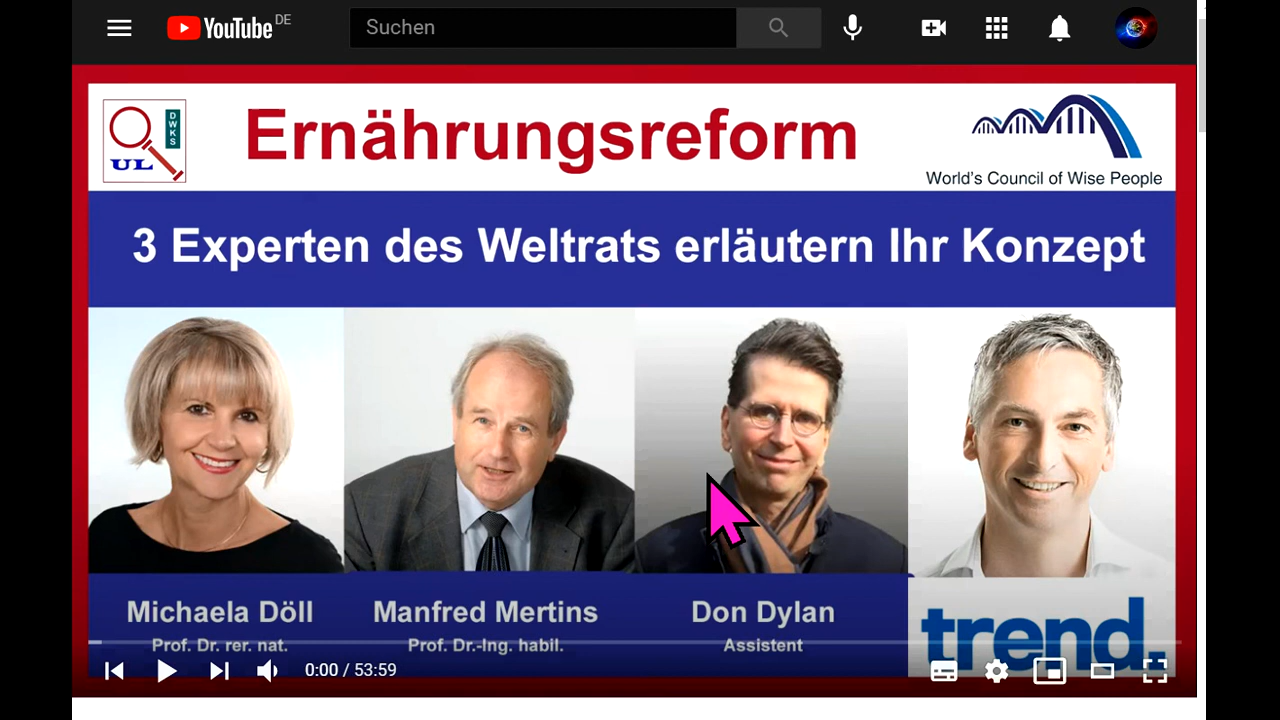 YouTube DE
Suchen
DWKS
UL
Ernährungsreform
World's Council of Wise People
3 Experten des Weltrats erläutern Ihr Konzept
Michaela Döll
Prof. Dr. rer. nat.
Manfred Mertins
Prof. Dr.-Ing. habil.
Don Dylan
Assistent
trend.
0:00 / 53:59